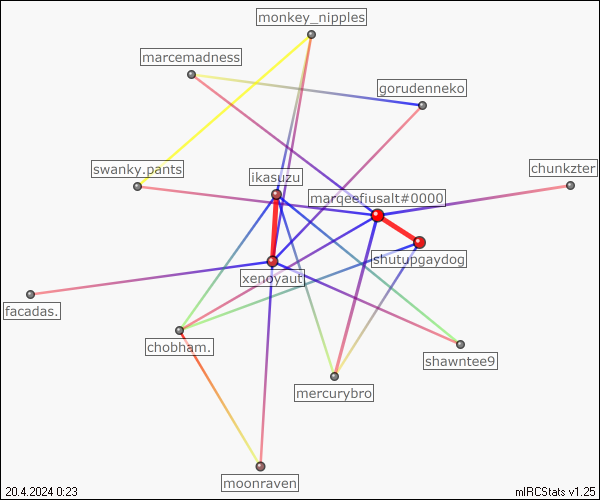 monkey_nipples
marcemadness
gorudenneko
swanky.pants
ikasuzu
chunkzter
marqeefiusalt#0000
shutupgaydog
xenoyaut
facadas.
chobham.
shawntee9
mercurybro
moonraven
20.4.2024 0:23
mIRCStats v1.25